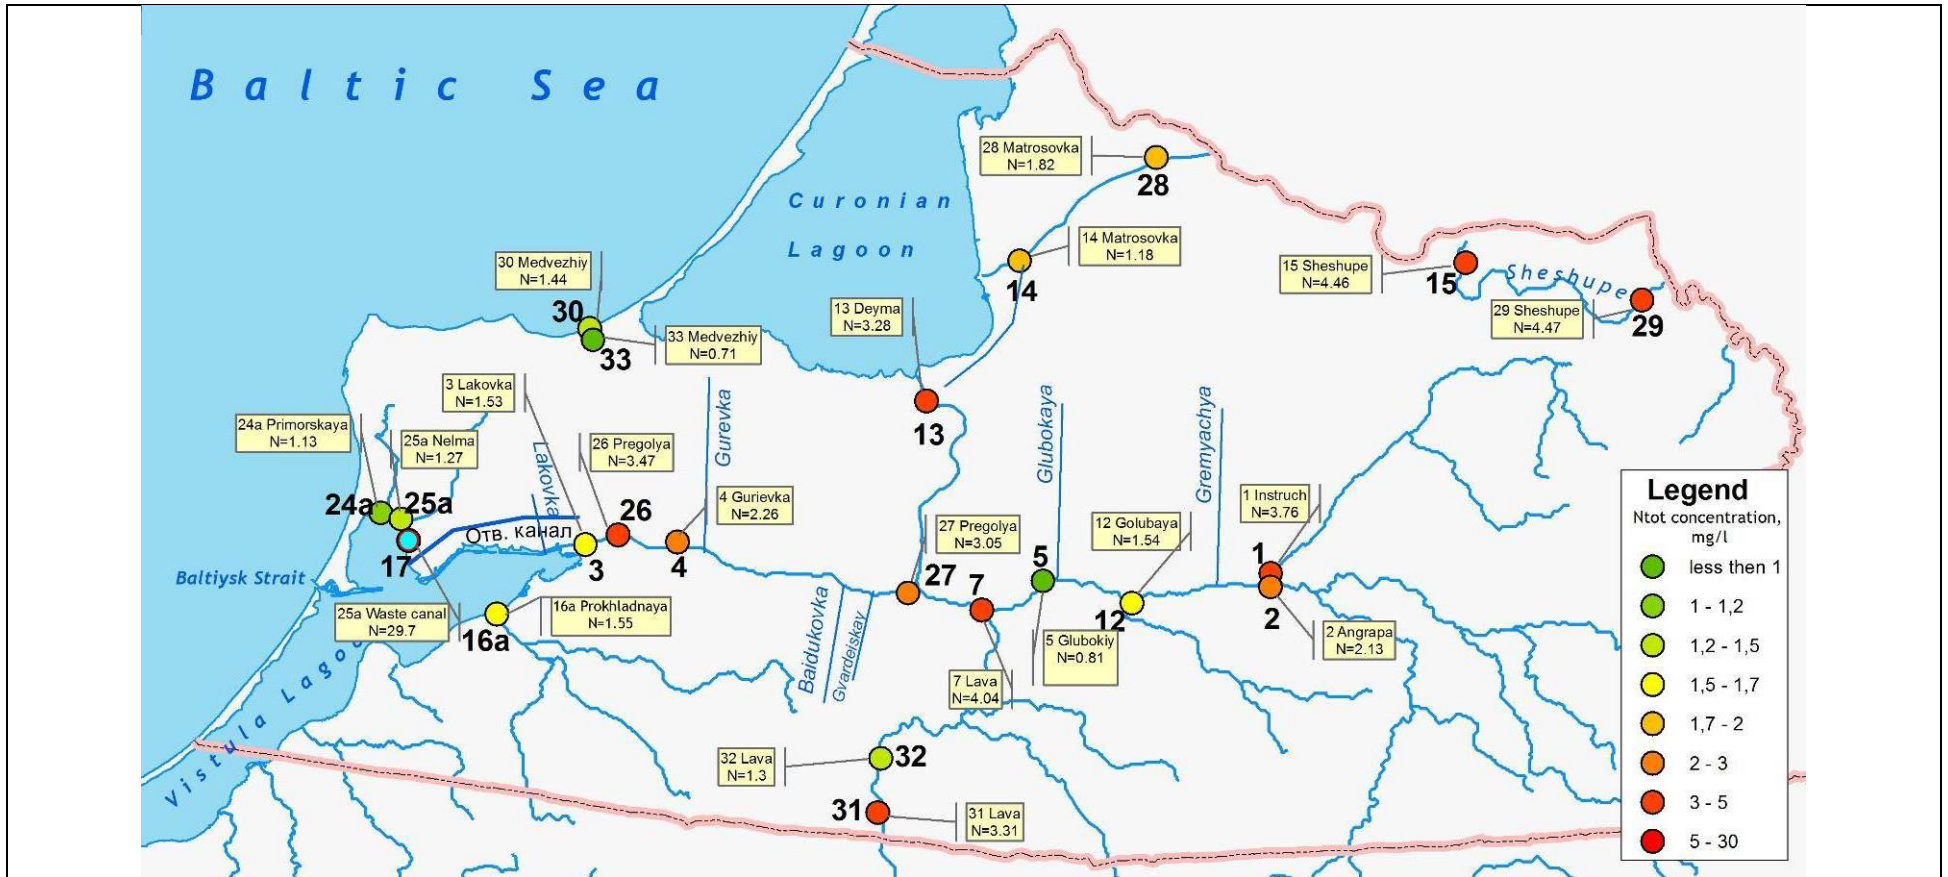 Baltic Sea
28 Matrosovka
N=1.82
28
Curonian
Lagoon
14 Matrosovka
N=1.18
14
30 Medvezhiy
N=1.44
30
33 Medvezhiy
N=0.71
33
13 Deyma
N=3.28
13
15 Sheshupe
N=4.46
15
Sheshupe
29 Sheshupe
N=4.47
29
3 Lakovka
N=1.53
24a Primorskaya
N=1.13
25a Nelma
N=1.27
26 Pregolya
N=3.47
Lakovka
Gurevka
Glubokaya
Gremyachya
24a
25a
Отв. канал
26
4 Gurievka
N=2.26
17
3
4
Baltiysk Strait
25a Waste canal
N=29.7
16a Prokhladnaya
N=1.55
16a
27 Pregolya
N=3.05
27
7
5
12 Golubaya
N=1.54
12
1 Instruch
N=3.76
1
2
Baidukovka
Gvardeiskay
5 Glubokiy
N=0.81
2 Angrapa
N=2.13
7 Lava
N=4.04
Vistula Lagoo
32 Lava
N=1.3
32
31
31 Lava
N=3.31
Legend
Ntot concentration,
mg/l
less then 1
1 - 1,2
1,2 - 1,5
1,5 - 1,7
1,7 - 2
2 - 3
3 - 5
5 - 30